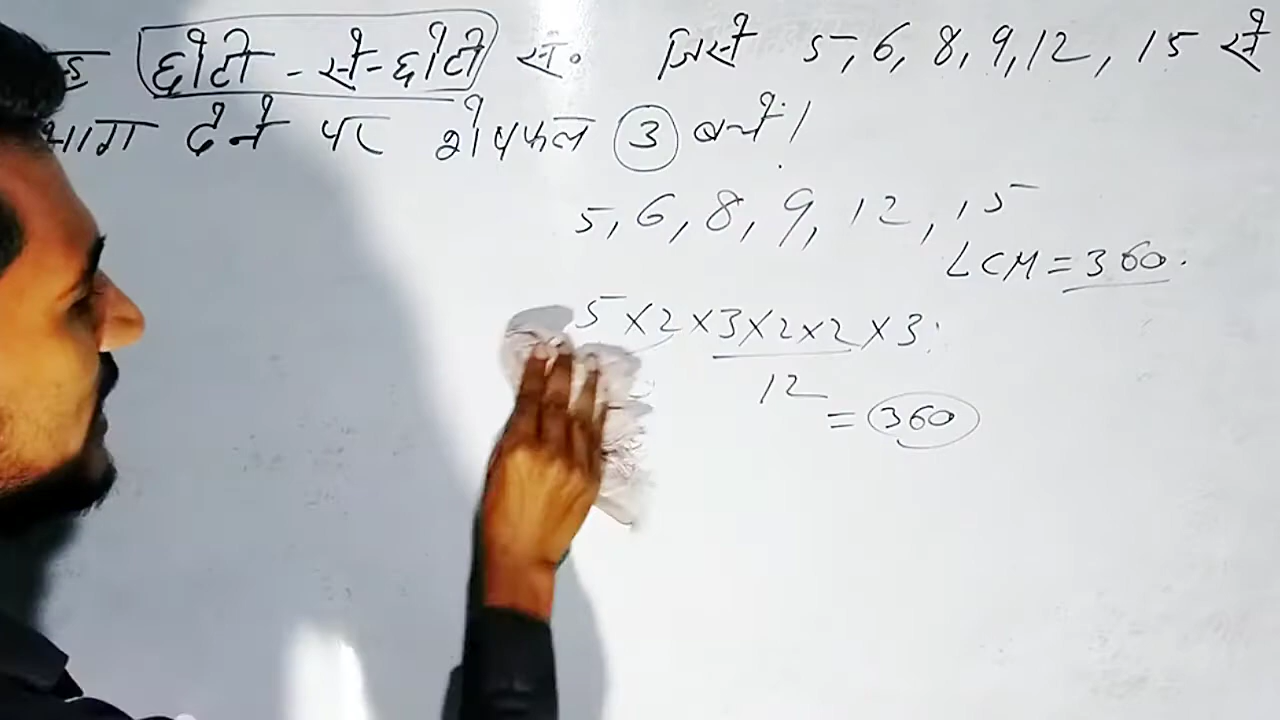 छोटी-से-छोटी सं॰ जिसे 5, 6, 8, 9, 12, 15 से
भाग देने पर शेषफल 3 बचे।
5, 6, 8, 9, 12, 15
LCM = 360.
5 × 2 × 3 × 2 × 2 × 3
12
= 360